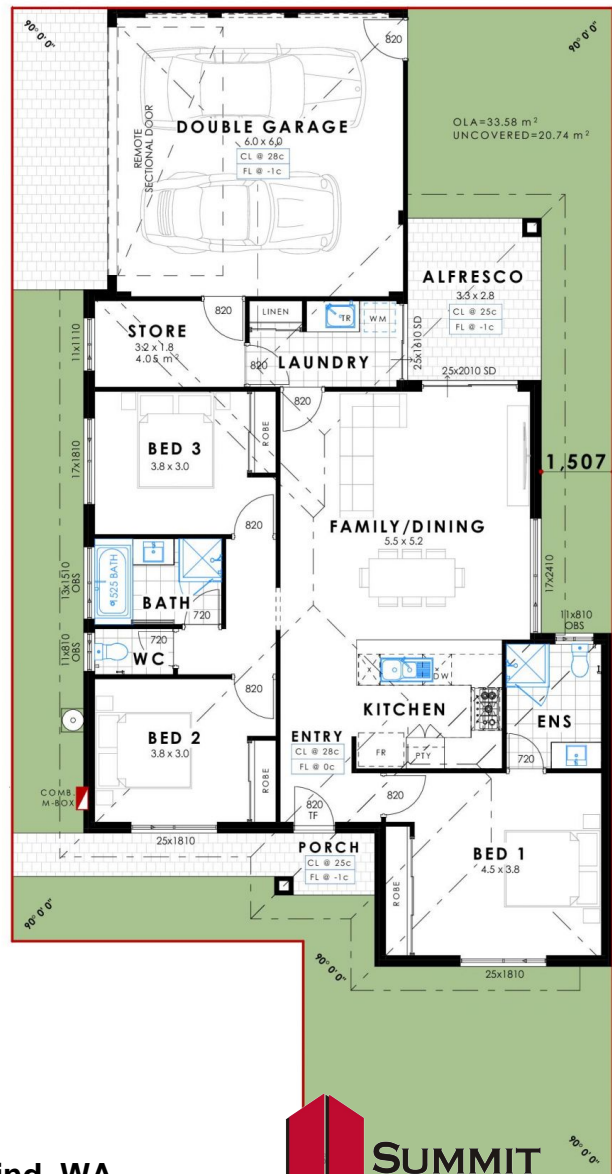 90° 0' 0"
90° 0' 0"
820
OLA=33.58 m²
UNCOVERED=20.74 m²
REMOTE
SECTIONAL DOOR
DOUBLE GARAGE
6.0 x 6.0
CL @ 28c
FL @ -1c
ALFRESCO
3.3 x 2.8
CL @ 25c
FL @ -1c
820
LINEN
TR
WM
STORE
3.2 x 1.8
4.05 m²
11x1110
LAUNDRY
820
25x1610 SD
25x2010 SD
820
BED 3
3.8 x 3.0
ROBE
17x1810
1,507
820
FAMILY/DINING
5.5 x 5.2
17x2410
13x1510
OBS
1525 BATH
BATH
720
11x810
OBS
11x810
OBS
720
WC
X
X
DW
820
KITCHEN
ENS
BED 2
3.8 x 3.0
ENTRY
CL @ 28c
FL @ 0c
FR
PTY
720
ROBE
COMB.
M-BOX
820
TF
820
25x1810
PORCH
CL @ 25c
FL @ -1c
BED 1
4.5 x 3.8
ROBE
90° 0' 0"
90° 0' 0"
25x1810
90° 0' 0"
SUMMIT
WA